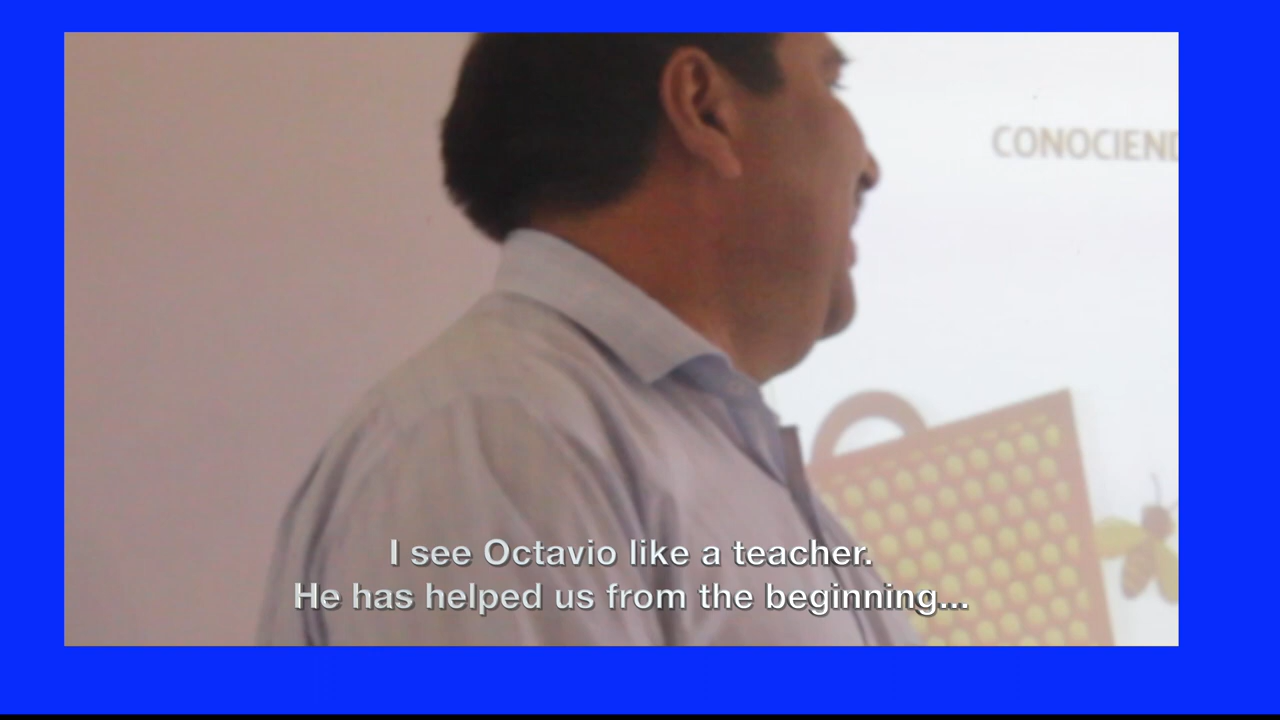 CONOCIEND
I see Octavio like a teacher.
He has helped us from the beginning...